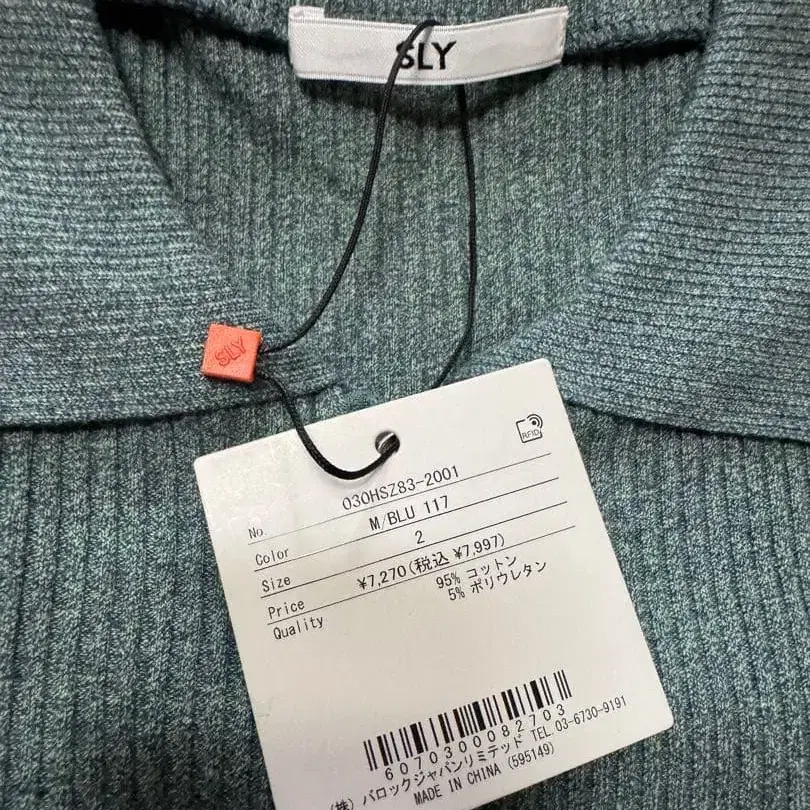 SLY
SLY
RFID
No. 030HSZ83-2001
Color M/BLU 117
Size 2
Price ¥7,270(税込 ¥7,997)
Quality 95% コットン
5% ポリウレタン
6070300082703
(株) バロックジャパンリミテッド TEL.03-6730-9191
MADE IN CHINA (595149)